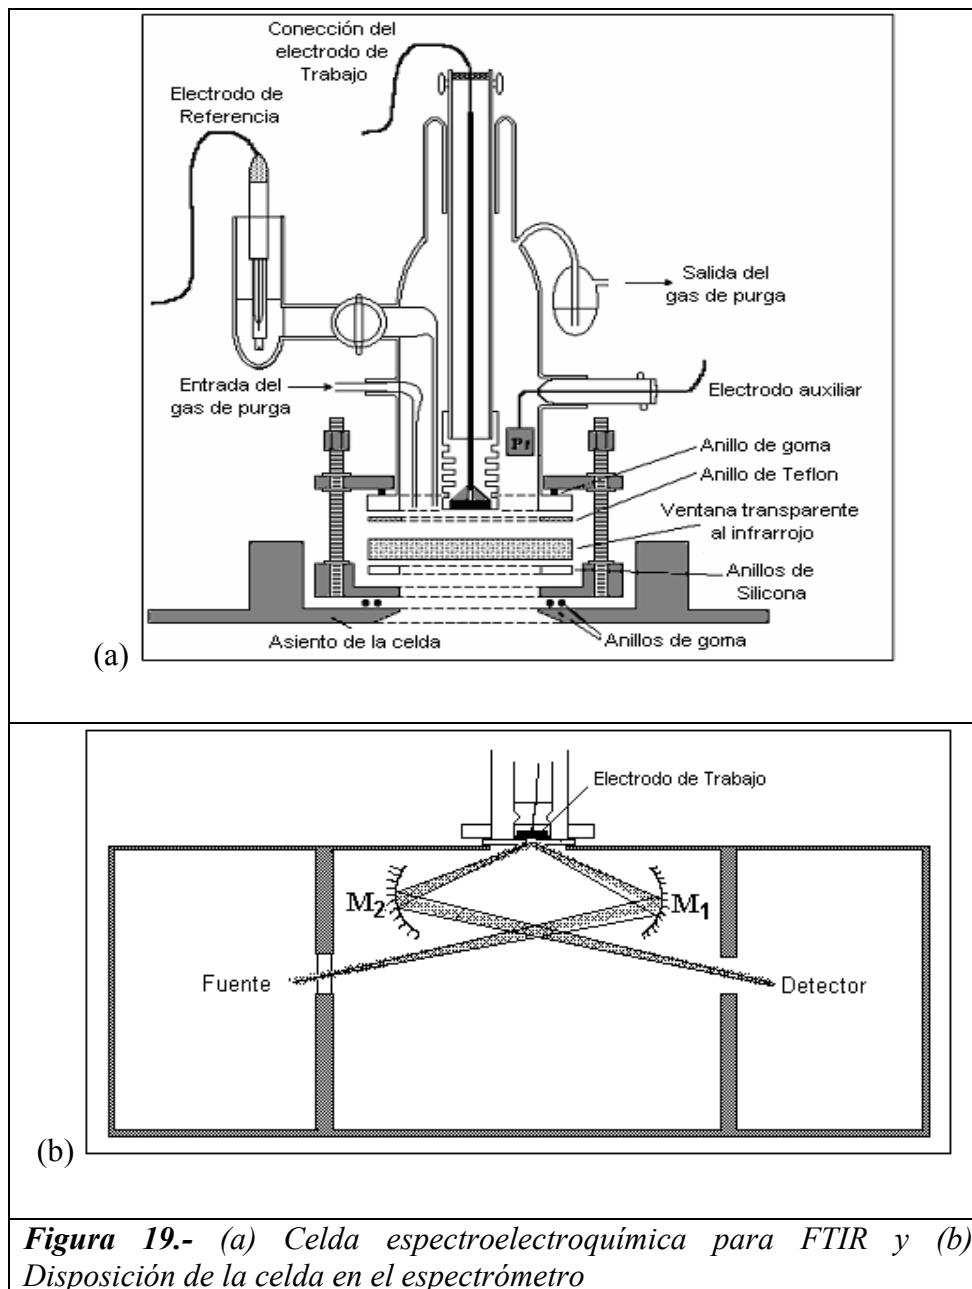 Conección del
electrodo de
Trabajo
Electrodo de
Referencia
Salida del
gas de purga
Entrada del
gas de purga
Electrodo auxiliar
Pt
Anillo de goma
Anillo de Teflon
Ventana transparente
al infrarrojo
Anillos de
Silicona
Asiento de la celda
Anillos de goma
(a)
Electrodo de Trabajo
M2
M1
Fuente
Detector
(b)
Figura 19.- (a) Celda espectroelectroquímica para FTIR y (b)
Disposición de la celda en el espectrómetro